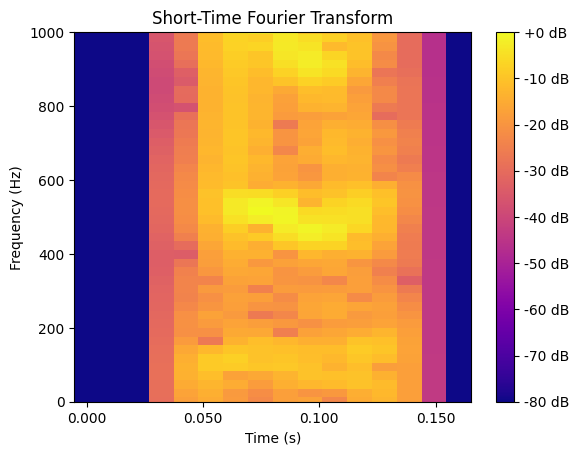 Short-Time Fourier Transform
1000
800
600
400
200
0
Frequency (Hz)
0.000
0.050
0.100
0.150
Time (s)
+0 dB
-10 dB
-20 dB
-30 dB
-40 dB
-50 dB
-60 dB
-70 dB
-80 dB